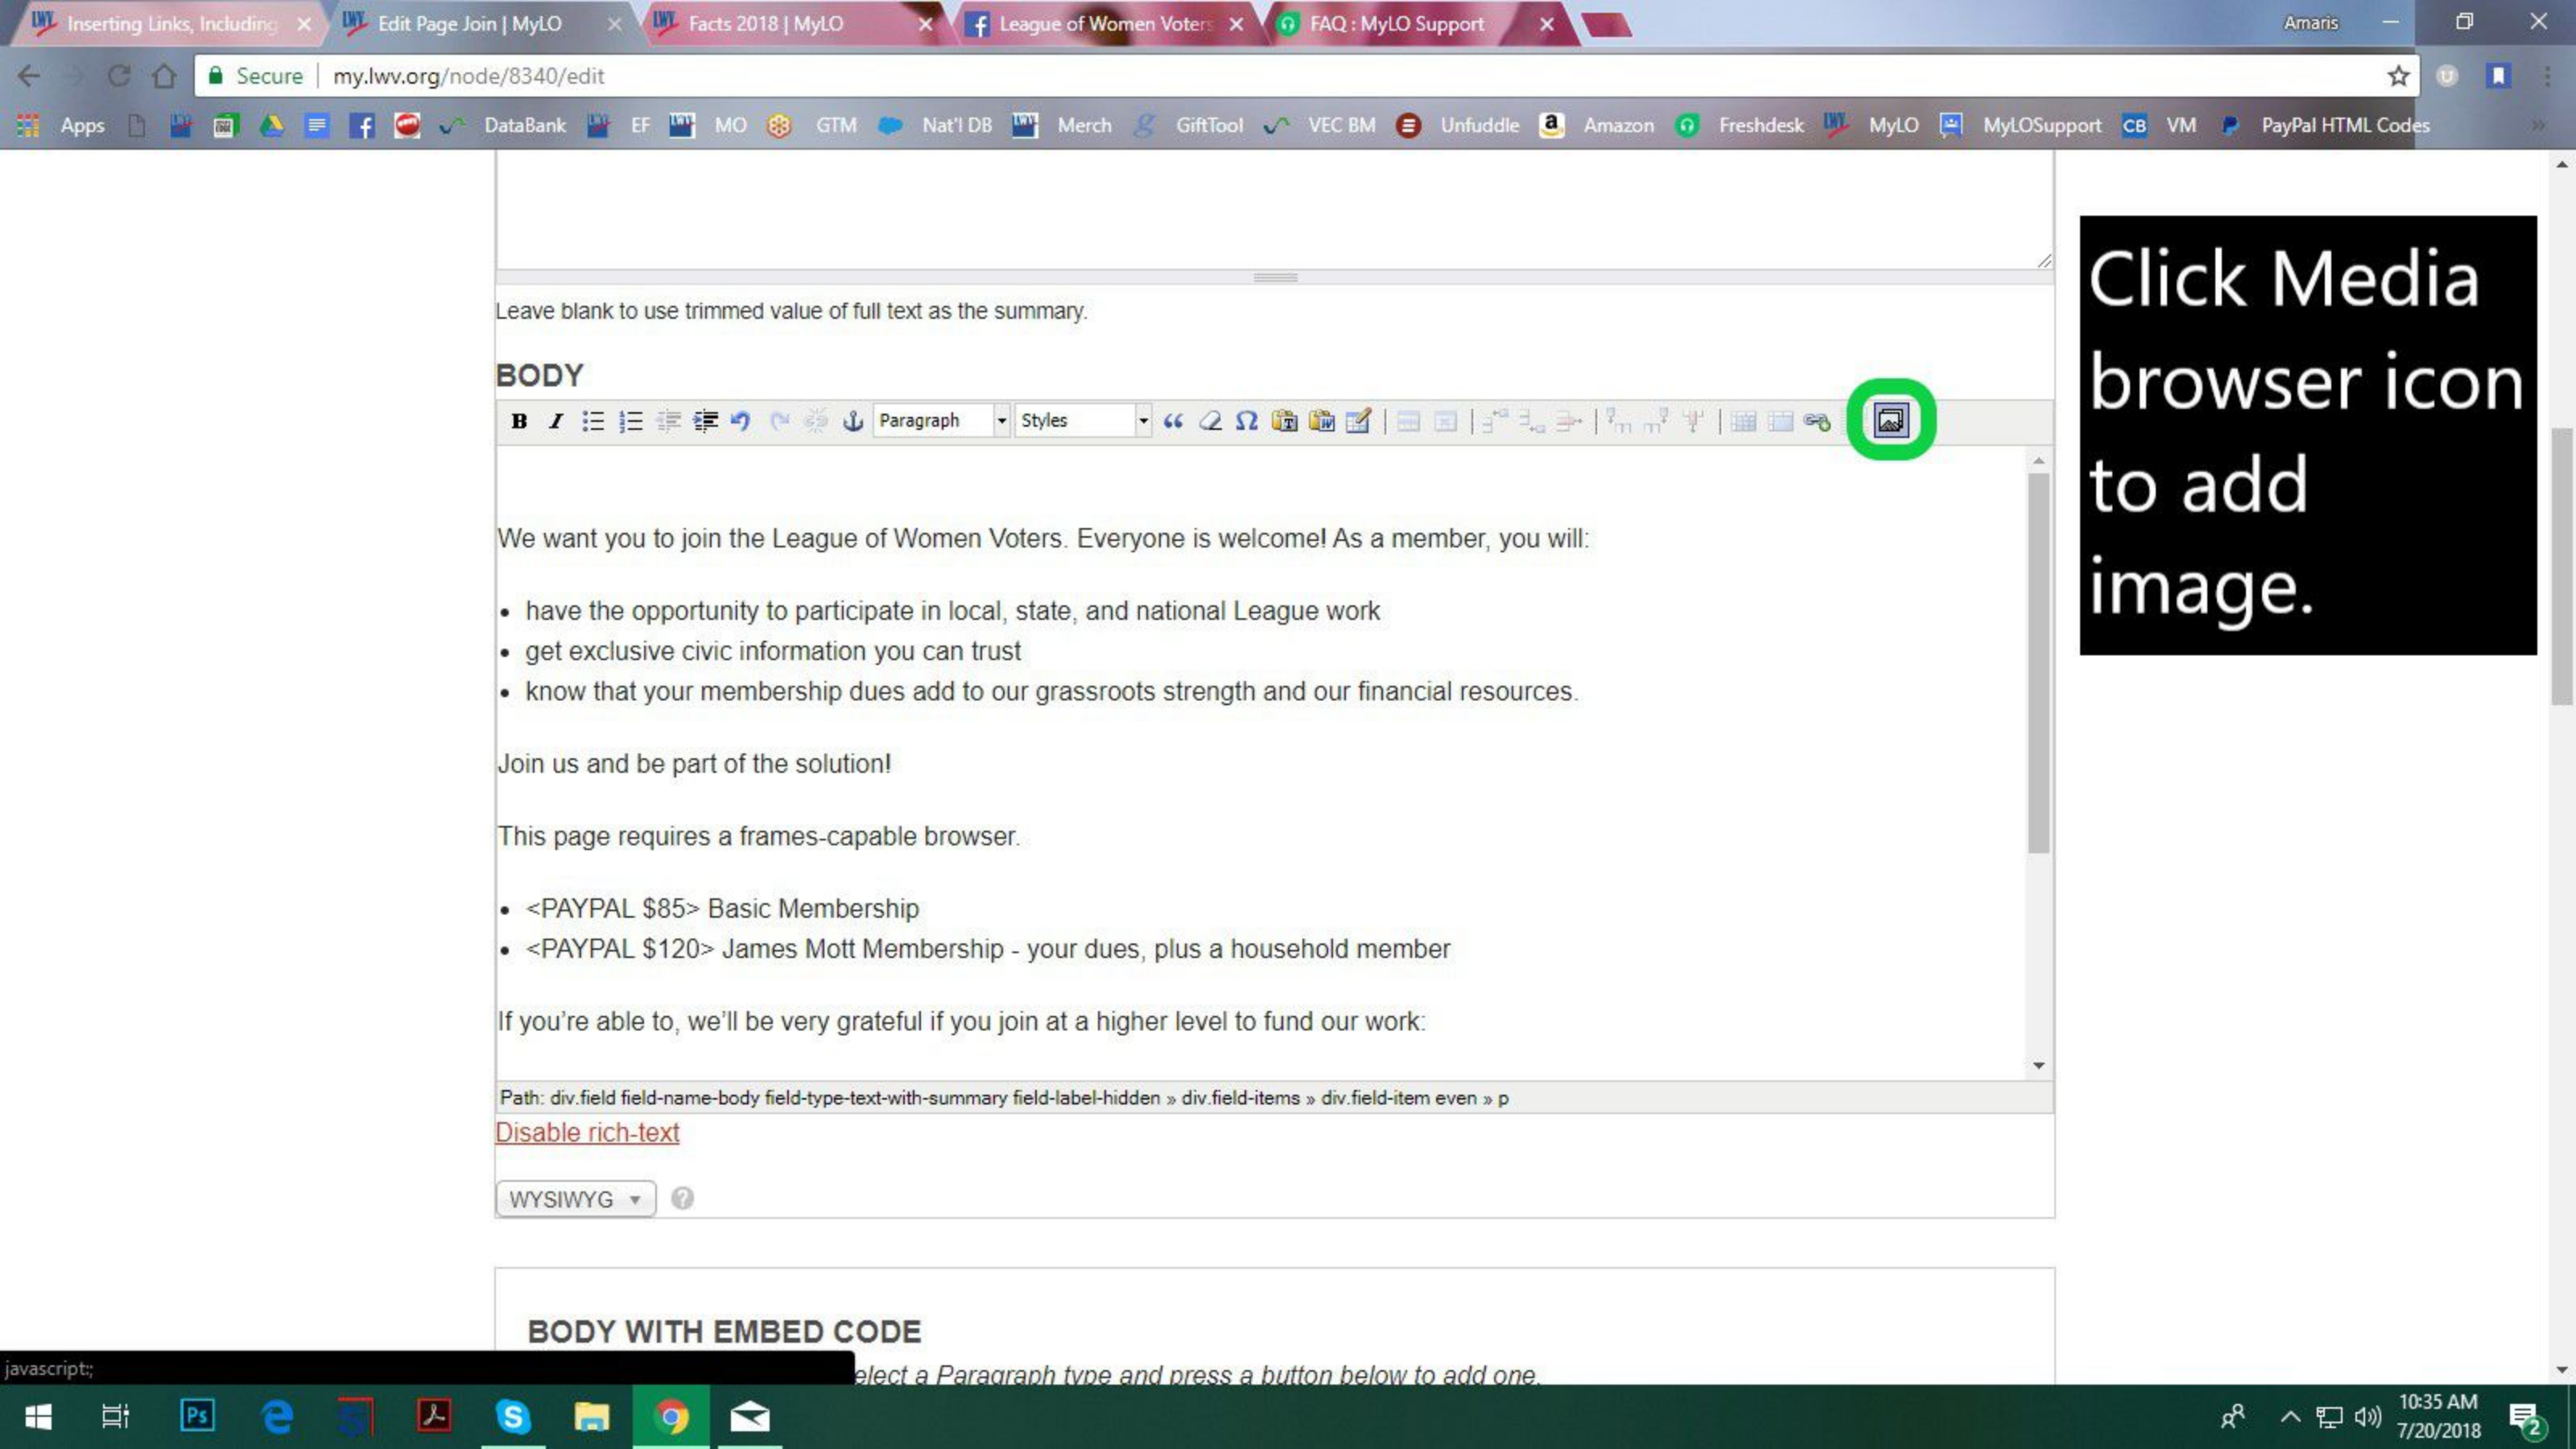 Inserting Links, Including
Edit Page Join | MyLO
Facts 2018 | MyLO
League of Women Voters
FAQ : MyLO Support
Amaris
Secure | my.lwv.org/node/8340/edit
Apps DataBank EF MO GTM Nat'l DB Merch GiftTool VEC BM Unfuddle Amazon Freshdesk MyLO MyLOSupport CB VM PayPal HTML Codes
Leave blank to use trimmed value of full text as the summary.
BODY
B I Paragraph Styles
We want you to join the League of Women Voters. Everyone is welcome! As a member, you will:
• have the opportunity to participate in local, state, and national League work
• get exclusive civic information you can trust
• know that your membership dues add to our grassroots strength and our financial resources.
Join us and be part of the solution!
This page requires a frames-capable browser.
• <PAYPAL $85> Basic Membership
• <PAYPAL $120> James Mott Membership - your dues, plus a household member
If you’re able to, we’ll be very grateful if you join at a higher level to fund our work:
Path: div.field field-name-body field-type-text-with-summary field-label-hidden » div.field-items » div.field-item even » p
Disable rich-text
WYSIWYG
BODY WITH EMBED CODE
elect a Paragraph type and press a button below to add one.
Click Media
browser icon
to add
image.
javascript:;
Ps
10:35 AM
7/20/2018
2